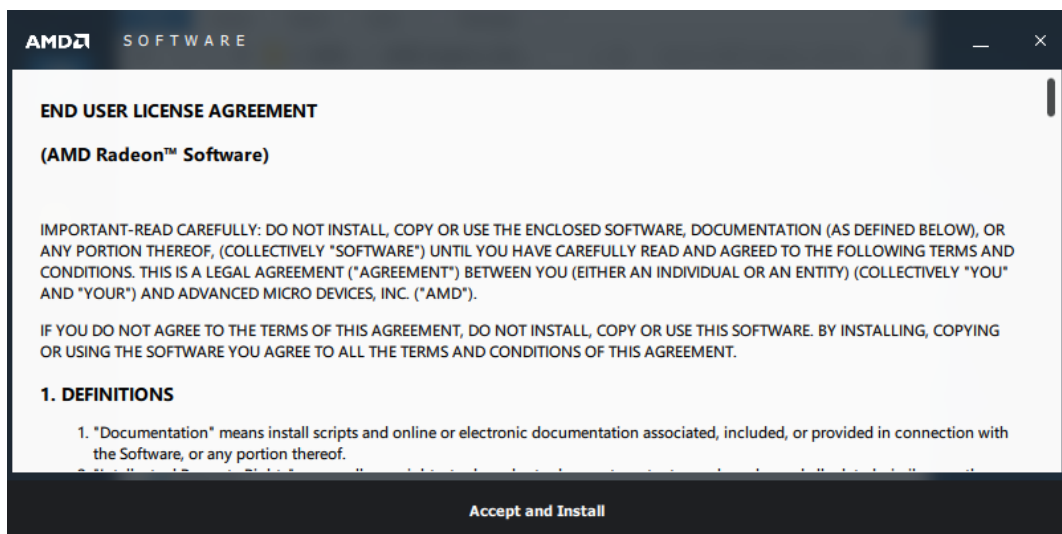 AMD SOFTWARE
END USER LICENSE AGREEMENT
(AMD Radeon™ Software)
IMPORTANT-READ CAREFULLY: DO NOT INSTALL, COPY OR USE THE ENCLOSED SOFTWARE, DOCUMENTATION (AS DEFINED BELOW), OR
ANY PORTION THEREOF, (COLLECTIVELY "SOFTWARE") UNTIL YOU HAVE CAREFULLY READ AND AGREED TO THE FOLLOWING TERMS AND
CONDITIONS. THIS IS A LEGAL AGREEMENT ("AGREEMENT") BETWEEN YOU (EITHER AN INDIVIDUAL OR AN ENTITY) (COLLECTIVELY "YOU"
AND "YOUR") AND ADVANCED MICRO DEVICES, INC. ("AMD").
IF YOU DO NOT AGREE TO THE TERMS OF THIS AGREEMENT, DO NOT INSTALL, COPY OR USE THIS SOFTWARE. BY INSTALLING, COPYING
OR USING THE SOFTWARE YOU AGREE TO ALL THE TERMS AND CONDITIONS OF THIS AGREEMENT.
1. DEFINITIONS
1. "Documentation" means install scripts and online or electronic documentation associated, included, or provided in connection with
the Software, or any portion thereof.
Accept and Install